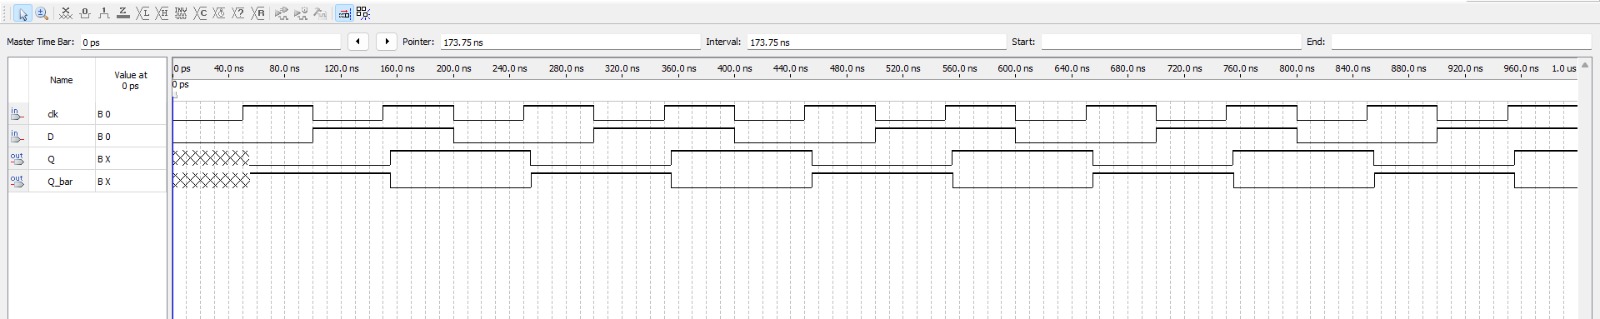 Master Time Bar: 0 ps Pointer: 173.75 ns Interval: 173.75 ns Start: End:
Name Value at 0 ps
0 ps 40.0 ns 80.0 ns 120.0 ns 160.0 ns 200.0 ns 240.0 ns 280.0 ns 320.0 ns 360.0 ns 400.0 ns 440.0 ns 480.0 ns 520.0 ns 560.0 ns 600.0 ns 640.0 ns 680.0 ns 720.0 ns 760.0 ns 800.0 ns 840.0 ns 880.0 ns 920.0 ns 960.0 ns 1.0 us
0 ps
in clk B 0
in D B 0
out Q B X
out Q_bar B X